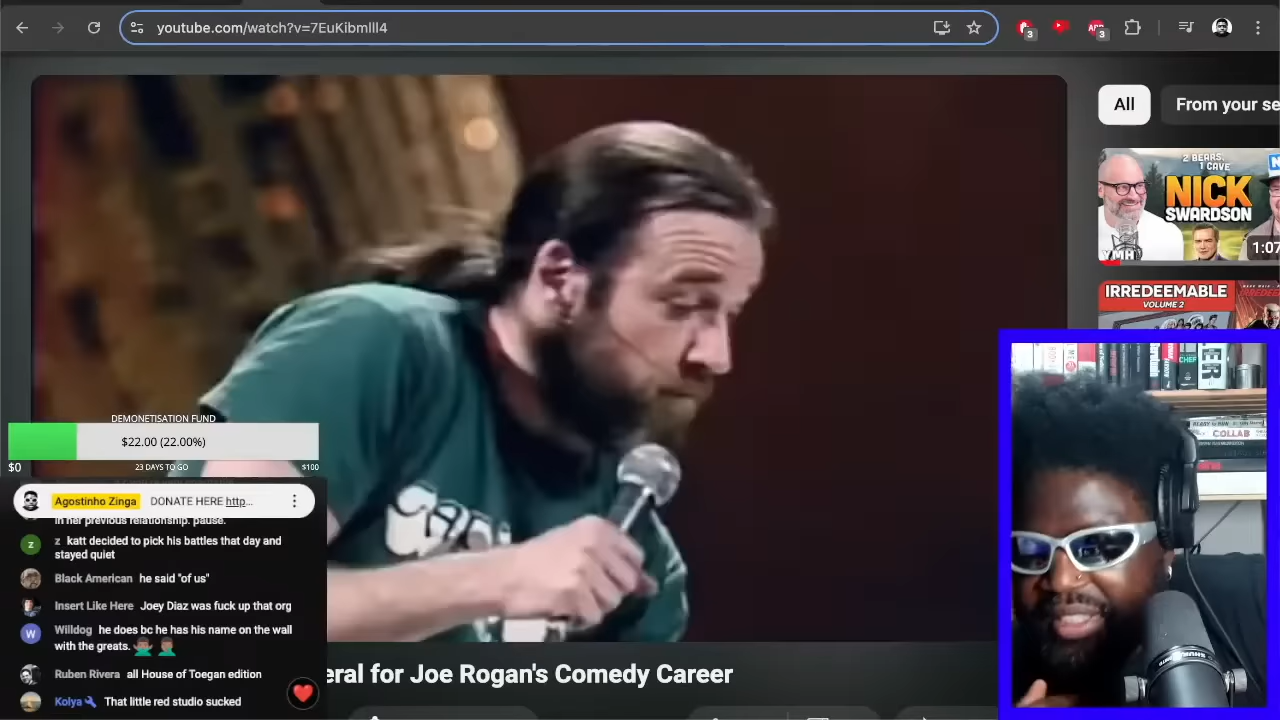 youtube.com/watch?v=7EuKibmlll4
3
3
All
From your se
2 BEARS,
1 CAVE
NICK
SWARDSON
YMH
1:07
IRREDEEMABLE
VOLUME 2
DEMONETISATION FUND
$22.00 (22.00%)
$0
23 DAYS TO GO
$100
Agostinho Zinga DONATE HERE http...
in her previous relationship. pause.
z katt decided to pick his battles that day and
stayed quiet
Black American he said "of us"
Insert Like Here Joey Diaz was fuck up that org
Willdog he does bc he has his name on the wall
with the greats.
Ruben Rivera all House of Toegan edition
Kolya That little red studio sucked
eral for Joe Rogan's Comedy Career
CHEF
COLLAB